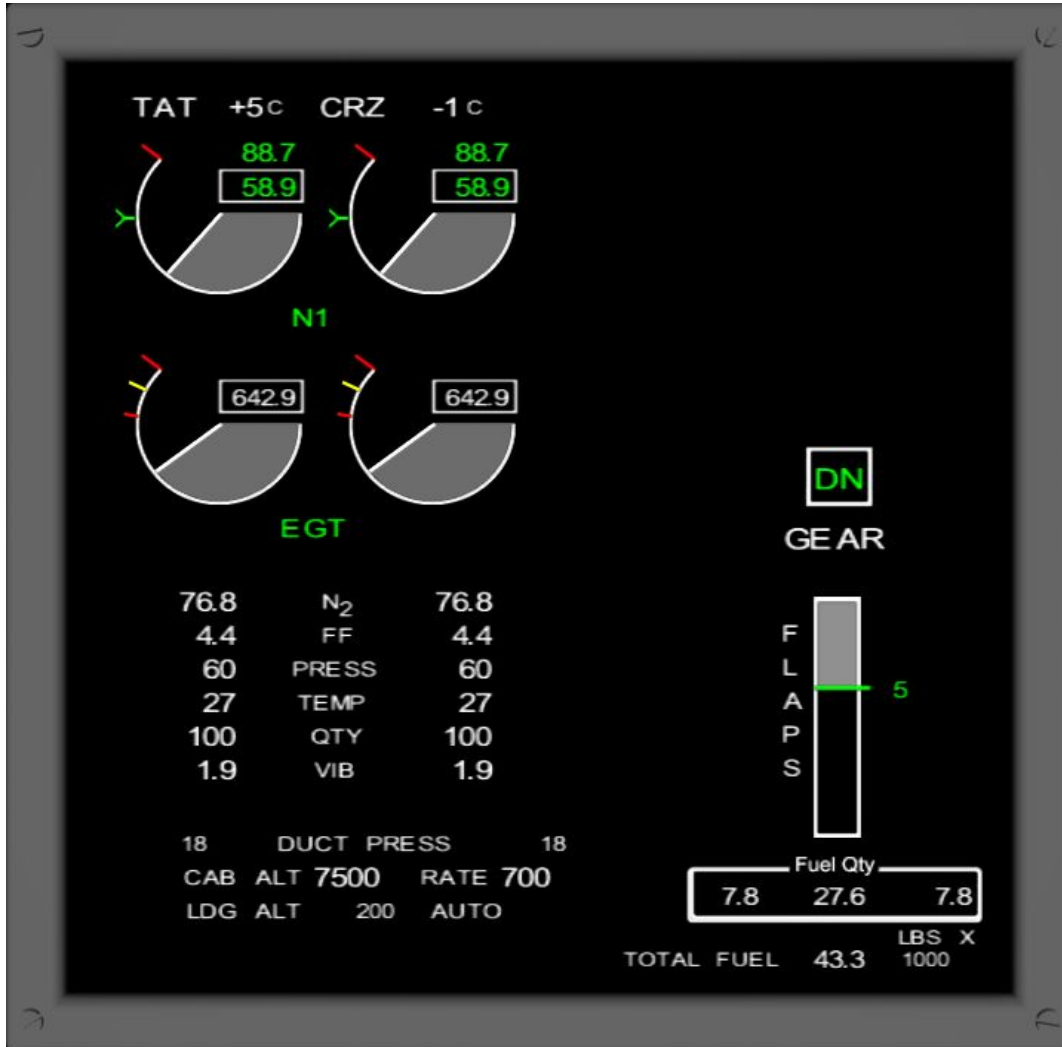 TAT +5 C CRZ -1 C
88.7 88.7
58.9 58.9
N1
642.9 642.9
EGT
DN
GEAR
76.8 N2 76.8
4.4 FF 4.4
60 PRESS 60
27 TEMP 27
100 QTY 100
1.9 VIB 1.9
FLAPS
5
18 DUCT PRESS 18
CAB ALT 7500 RATE 700
LDG ALT 200 AUTO
Fuel Qty
7.8 27.6 7.8
LBS X
TOTAL FUEL 43.3 1000